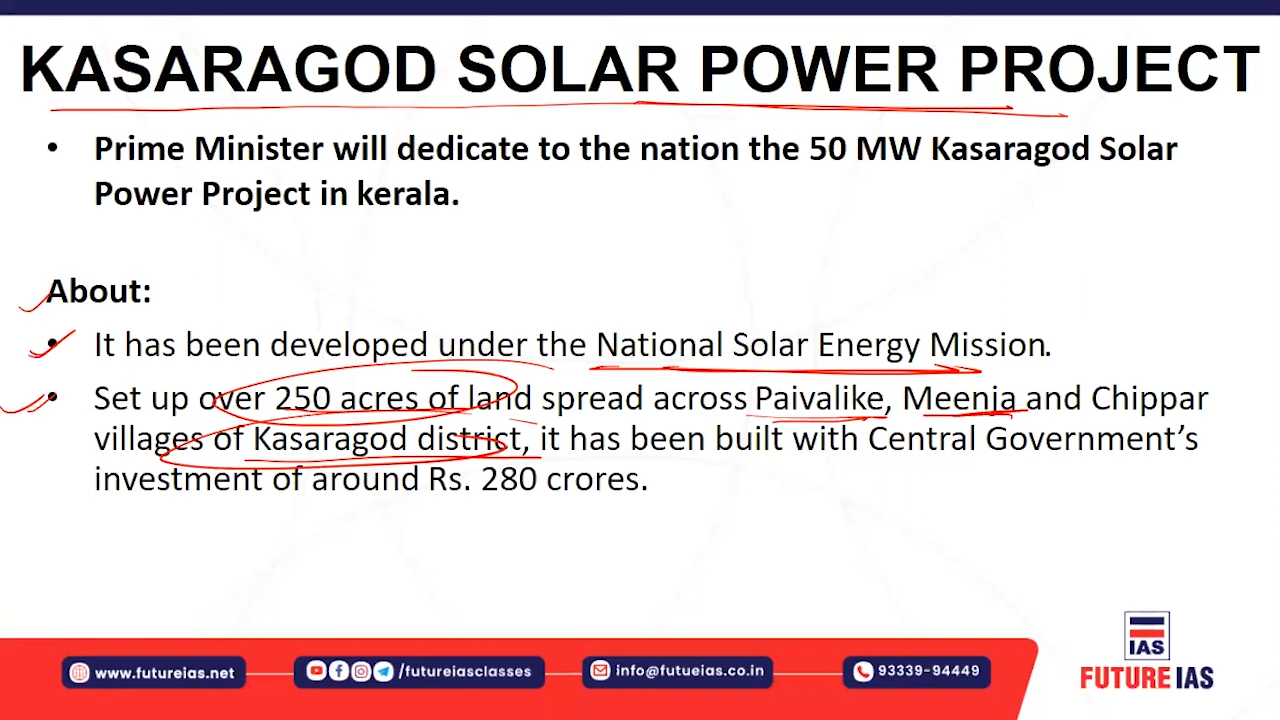 KASARAGOD SOLAR POWER PROJECT
• Prime Minister will dedicate to the nation the 50 MW Kasaragod Solar
Power Project in kerala.
About:
• It has been developed under the National Solar Energy Mission.
• Set up over 250 acres of land spread across Paivalike, Meenja and Chippar
villages of Kasaragod district, it has been built with Central Government’s
investment of around Rs. 280 crores.
IAS
FUTURE IAS
www.futureias.net
/futureiasclasses
info@futueias.co.in
93339-94449